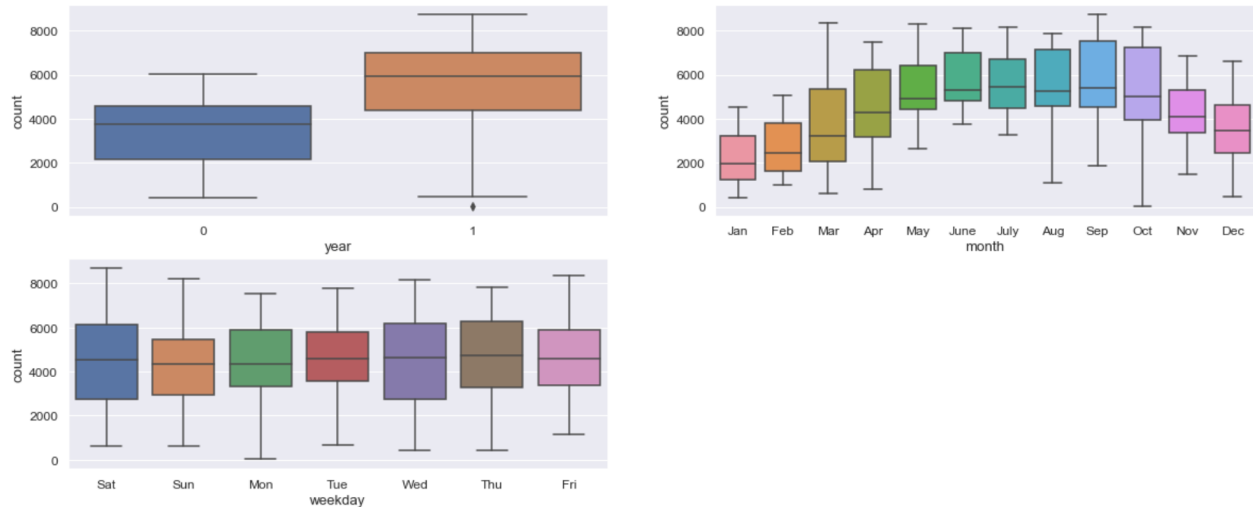 8000
6000
4000
2000
0
count
0 1
year
8000
6000
4000
2000
0
count
Jan Feb Mar Apr May June July Aug Sep Oct Nov Dec
month
8000
6000
4000
2000
0
count
Sat Sun Mon Tue Wed Thu Fri
weekday